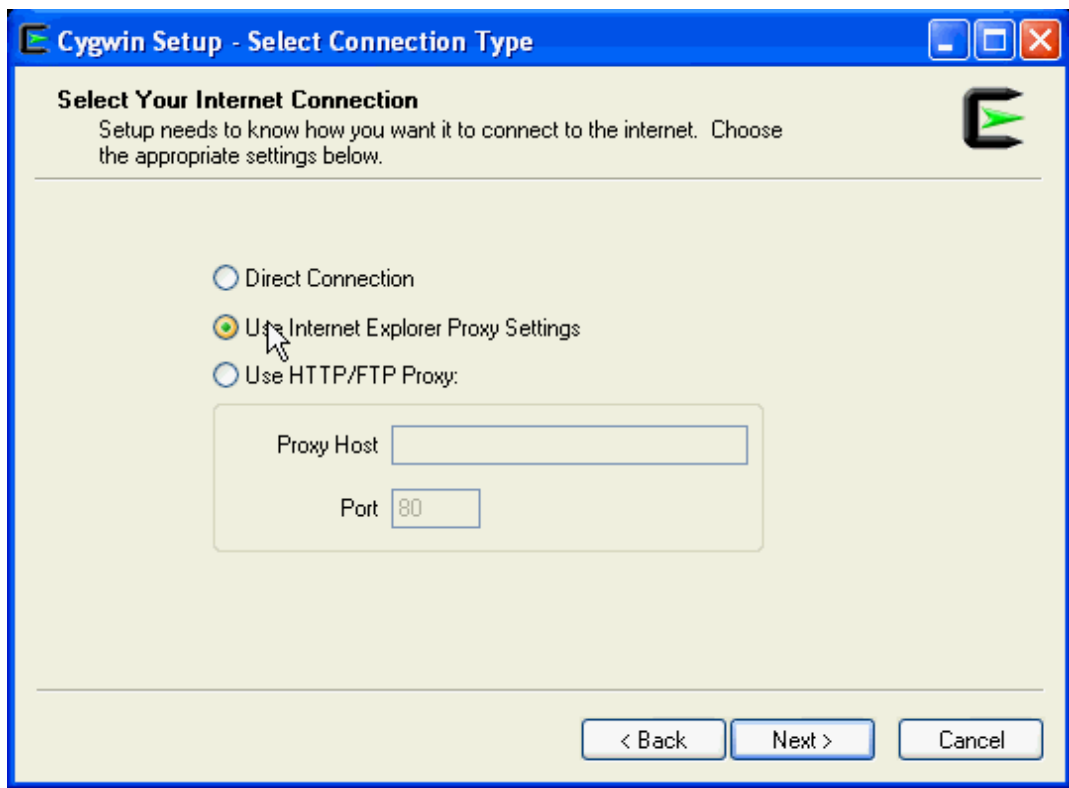 Cygwin Setup - Select Connection Type
Select Your Internet Connection
Setup needs to know how you want it to connect to the internet.  Choose
the appropriate settings below.
Direct Connection
Use Internet Explorer Proxy Settings
Use HTTP/FTP Proxy:
Proxy Host
Port 80
< Back Next > Cancel